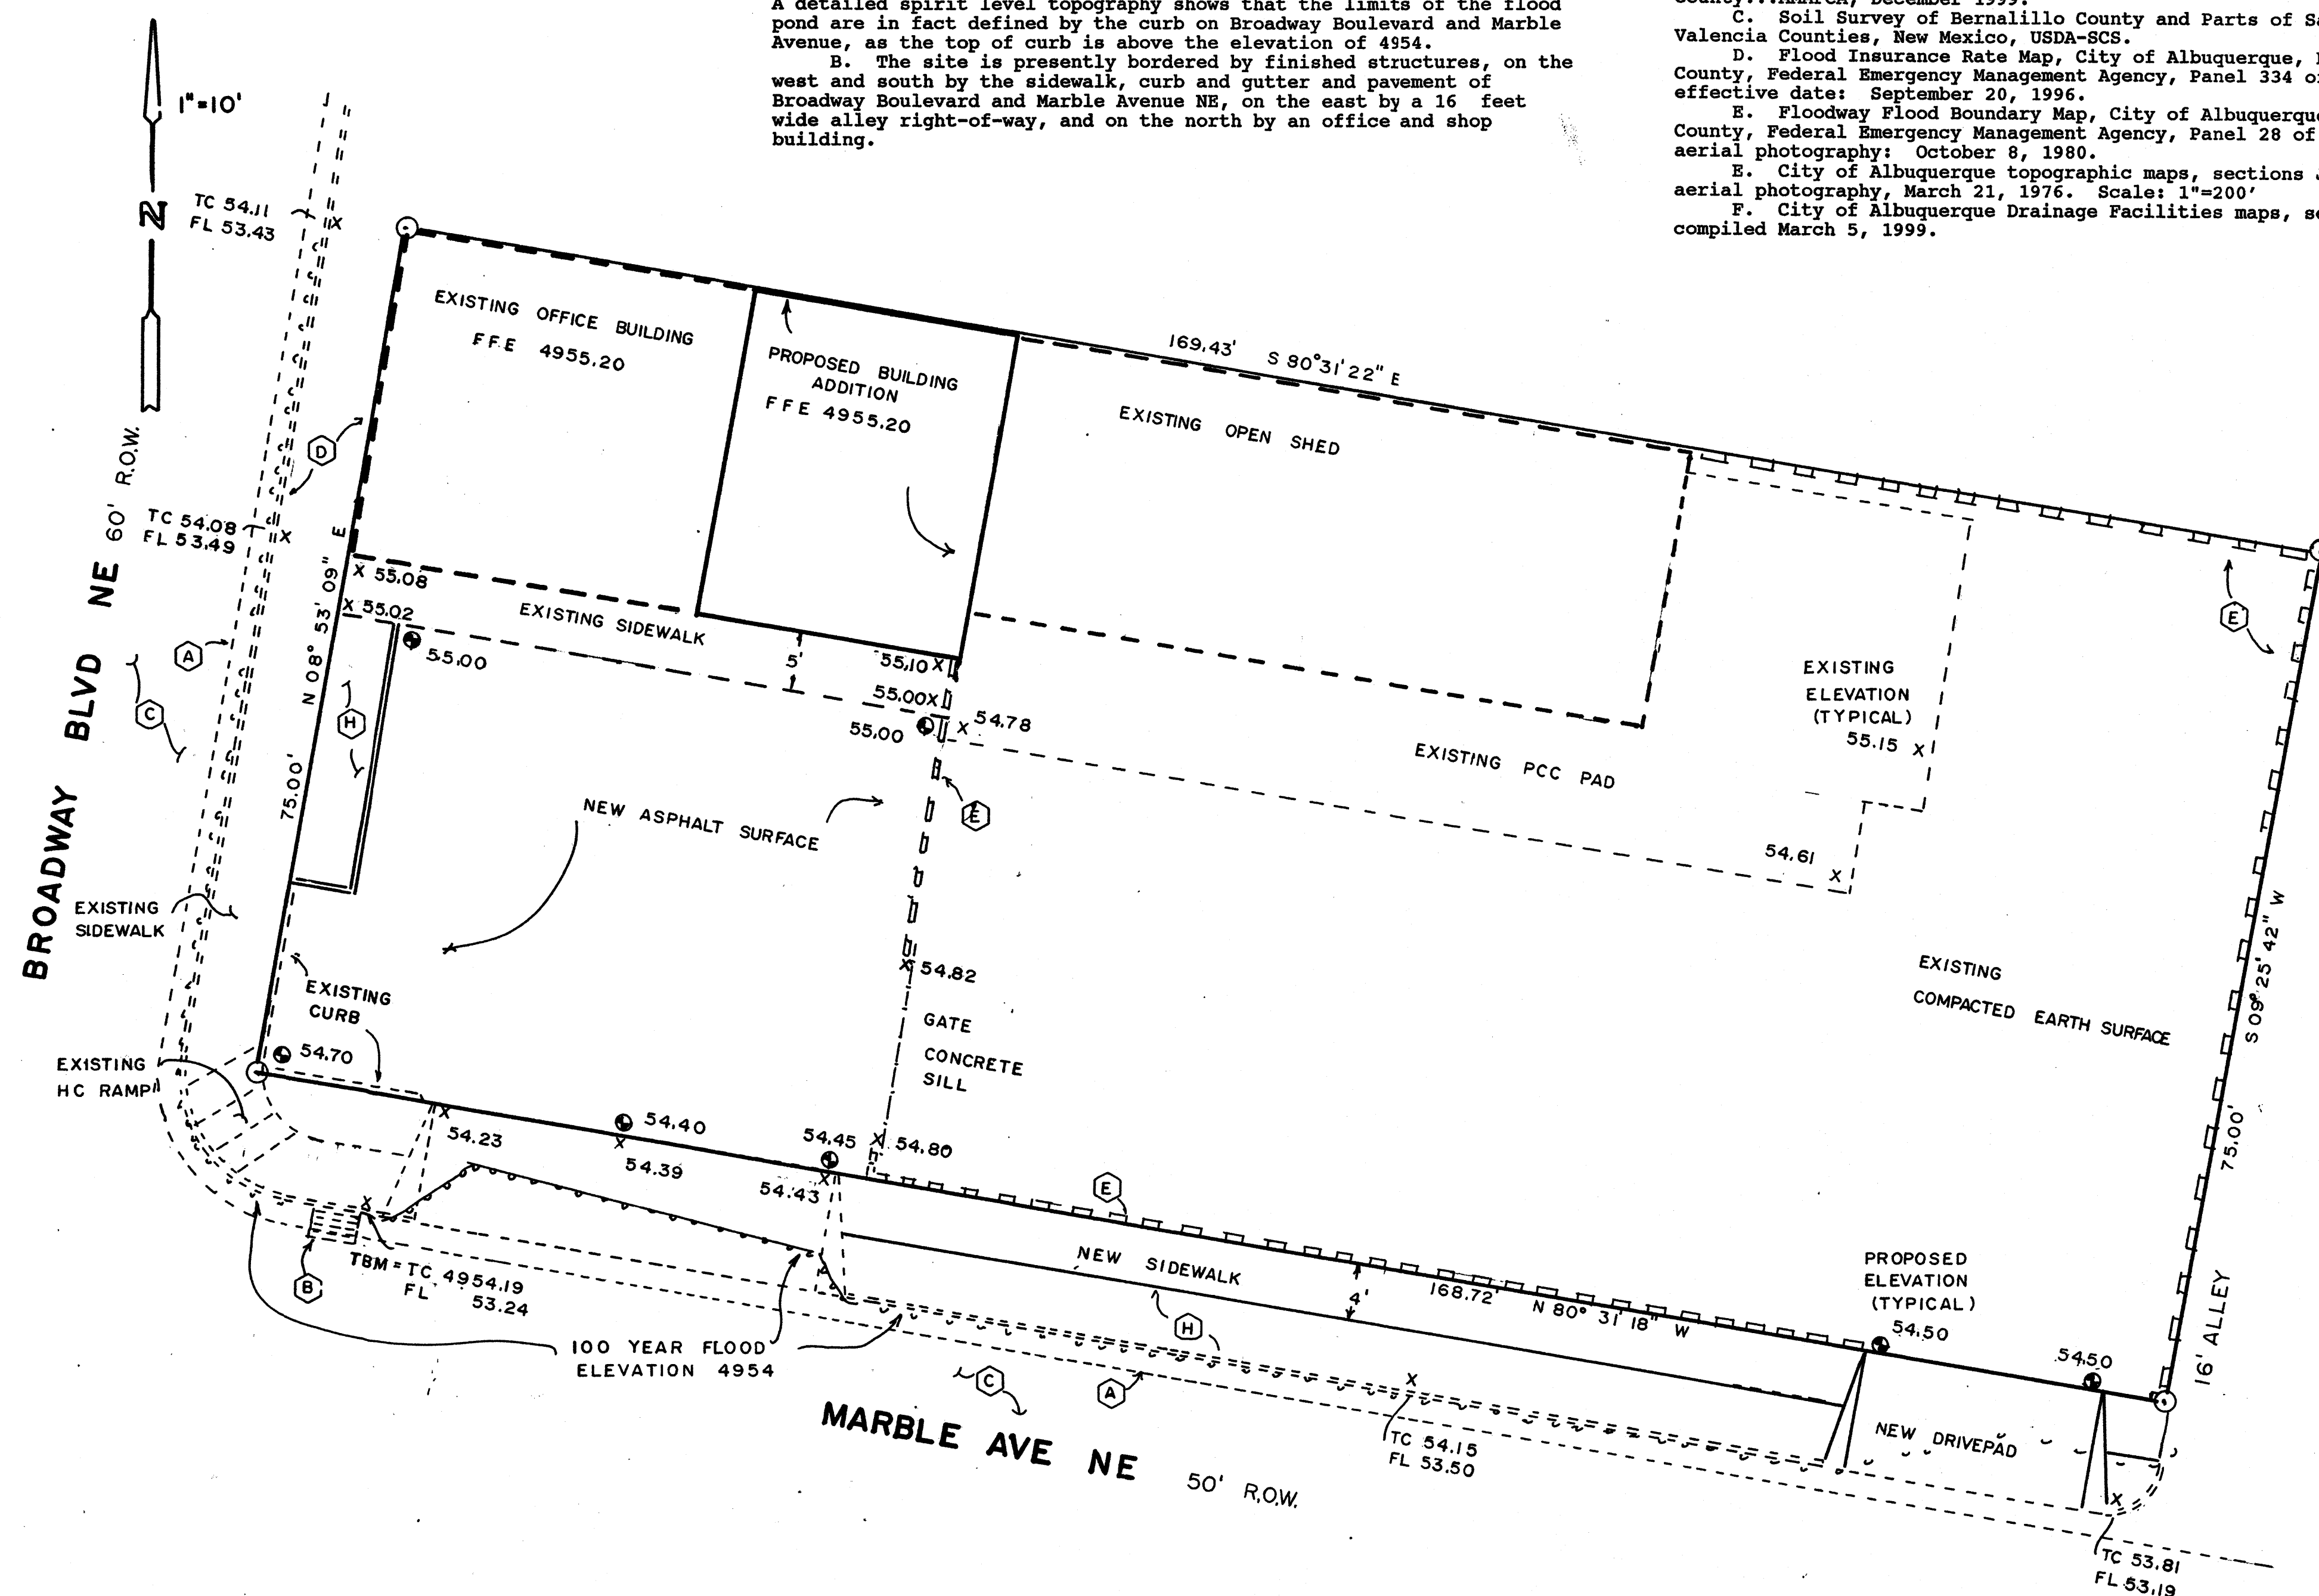 A detailed spirit level topography shows that the limits of the flood
pond are in fact defined by the curb on Broadway Boulevard and Marble
Avenue, as the top of curb is above the elevation of 4954.
B. The site is presently bordered by finished structures, on the
west and south by the sidewalk, curb and gutter and pavement of
Broadway Boulevard and Marble Avenue NE, on the east by a 16 feet
wide alley right-of-way, and on the north by an office and shop
building.
December 1999.
C. Soil Survey of Bernalillo County and Parts of
Valencia Counties, New Mexico, USDA-SCS.
D. Flood Insurance Rate Map, City of Albuquerque,
County, Federal Emergency Management Agency, Panel 334
effective date: September 20, 1996.
E. Floodway Flood Boundary Map, City of Albuquerque
County, Federal Emergency Management Agency, Panel 28 of
aerial photography: October 8, 1980.
E. City of Albuquerque topographic maps, sections
aerial photography, March 21, 1976. Scale: 1"=200'
F. City of Albuquerque Drainage Facilities maps,
compiled March 5, 1999.
1"=10'
N
TC 54.11
FL 53.43
EXISTING OFFICE BUILDING
FFE 4955.20
PROPOSED BUILDING
ADDITION
FFE 4955.20
169.43' S 80°31'22" E
EXISTING OPEN SHED
D
TC 54.08
FL 53.49
X 55.08
X 55.02
55.00
EXISTING SIDEWALK
5'
55.10 X
55.00 X
55.00
X 54.78
EXISTING PCC PAD
EXISTING
ELEVATION
(TYPICAL)
55.15 X
54.61
X
E
A
C
H
N 08° 53' 09" E
75.00'
BROADWAY BLVD NE 60' R.O.W.
NEW ASPHALT SURFACE
E
EXISTING
SIDEWALK
EXISTING
CURB
54.70
EXISTING
HC RAMP
X 54.82
GATE
CONCRETE
SILL
EXISTING
COMPACTED EARTH SURFACE
S 09° 25' 42" W
75.00'
16' ALLEY
X
54.23
54.40
X
54.39
54.45
X
54.43
X 54.80
E
B
X
TBM = TC 4954.19
FL 53.24
100 YEAR FLOOD
ELEVATION 4954
NEW SIDEWALK
4'
168.72' N 80° 31' 18" W
H
C
A
PROPOSED
ELEVATION
(TYPICAL)
54.50
54.50
NEW DRIVEPAD
X
TC 54.15
FL 53.50
MARBLE AVE NE 50' R.O.W.
X
TC 53.81
FL 53.19